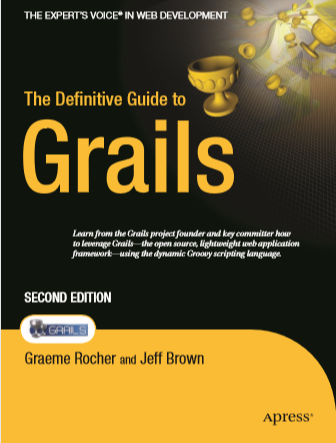 THE EXPERT'S VOICE® IN WEB DEVELOPMENT
The Definitive Guide to
Grails
Learn from the Grails project founder and key committer how
to leverage Grails—the open source, lightweight web application
framework—using the dynamic Groovy scripting language.
SECOND EDITION
GRAILS
Graeme Rocher and Jeff Brown
Apress®